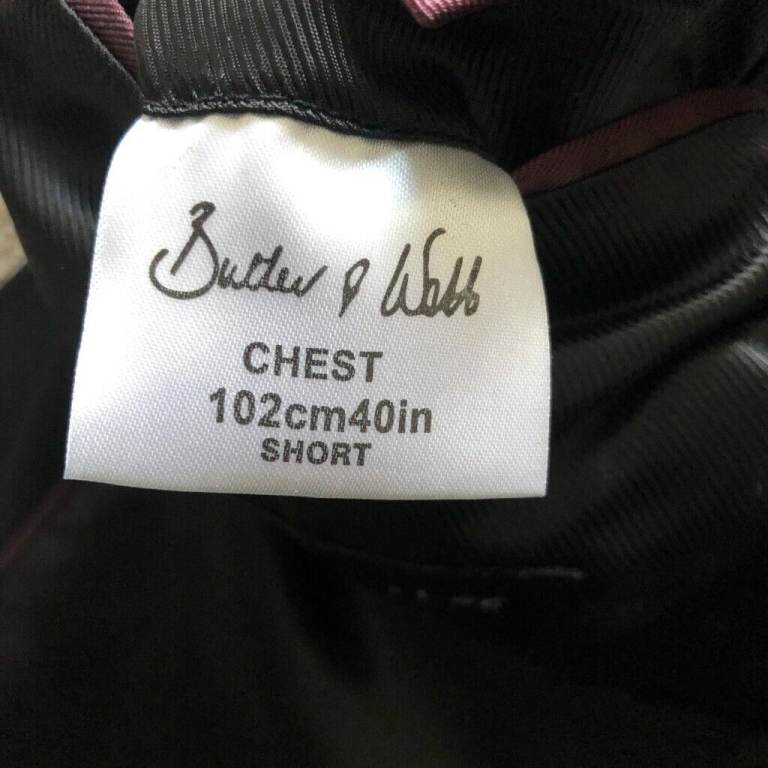 Butler & Webb
CHEST
102cm40in
SHORT